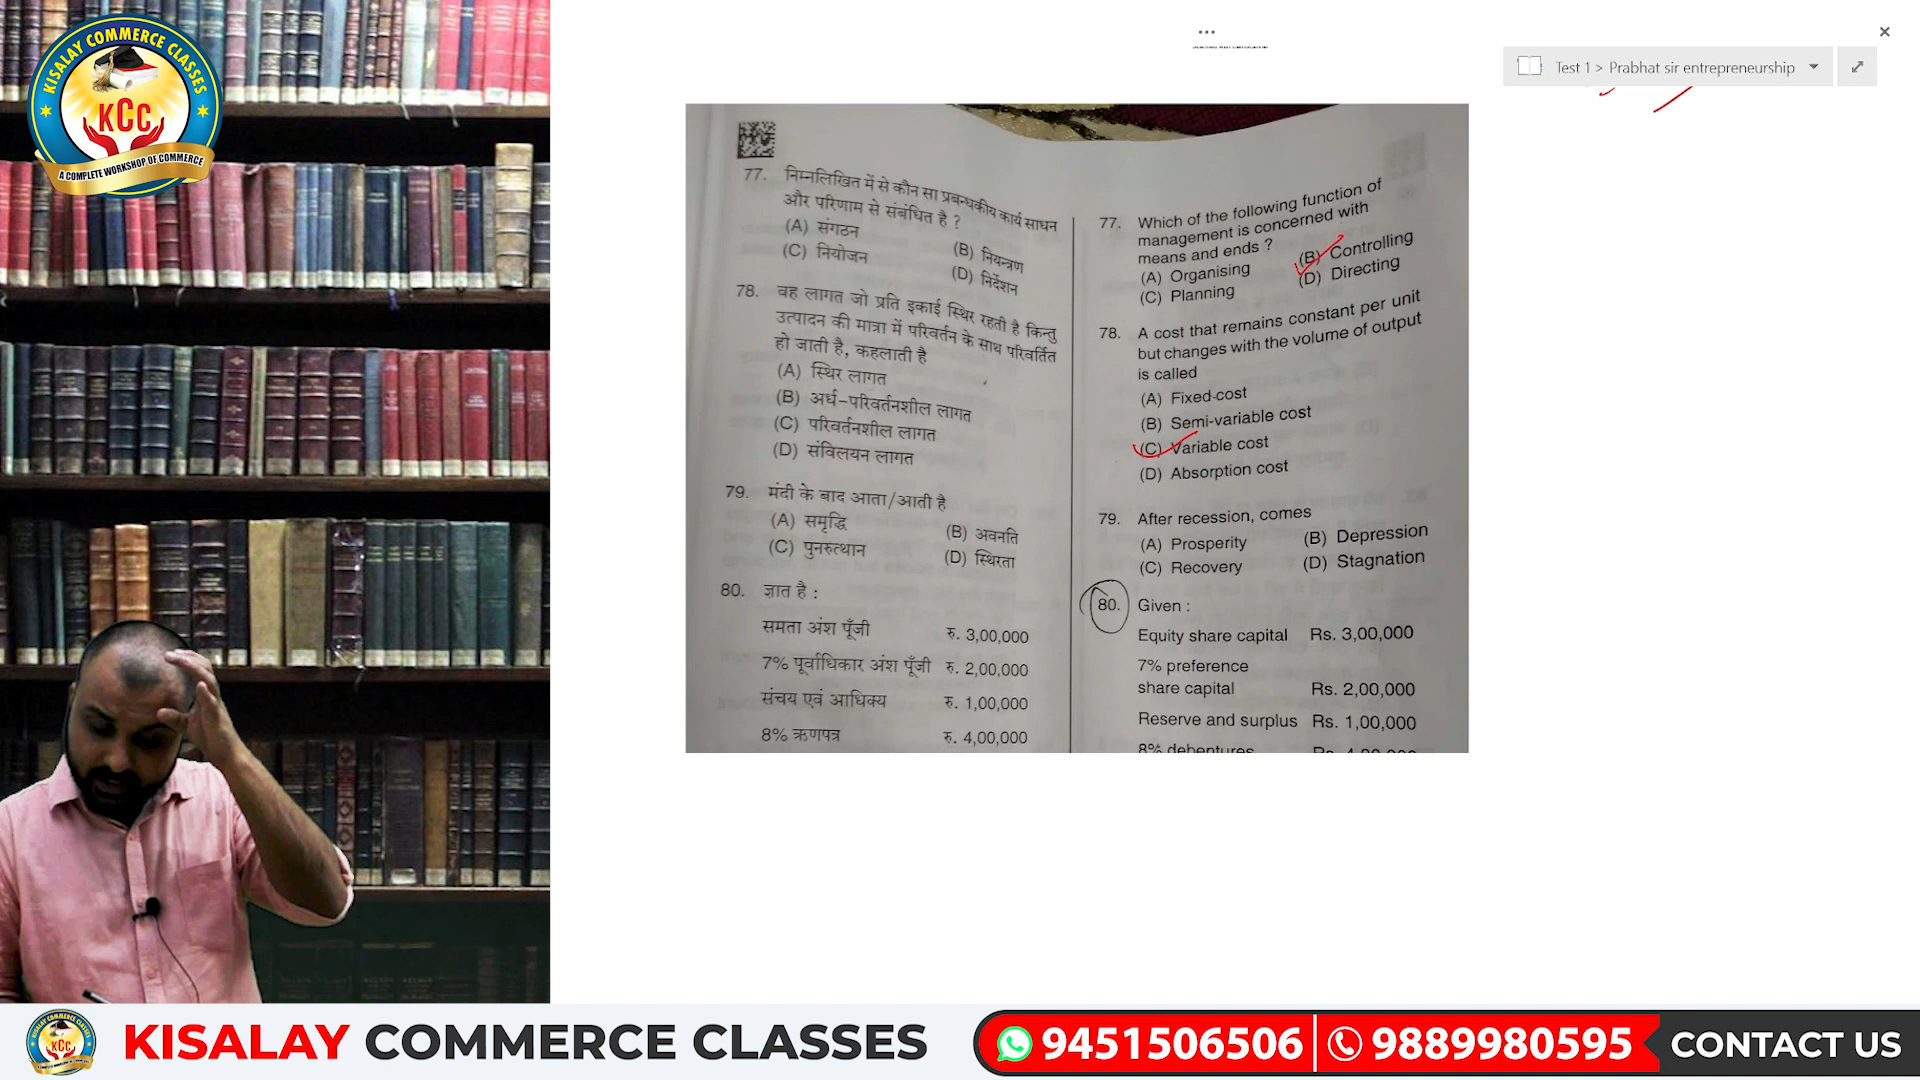 KISALAY COMMERCE CLASSES
KCC
A COMPLETE WORKSHOP OF COMMERCE
Test 1 > Prabhat sir entrepreneurship
77. निम्नलिखित में से कौन सा प्रबन्धकीय कार्य साधन
और परिणाम से संबंधित है ?
(A) संगठन
(B) नियन्त्रण
(C) नियोजन
(D) निर्देशन
78. वह लागत जो प्रति इकाई स्थिर रहती है किन्तु
उत्पादन की मात्रा में परिवर्तन के साथ परिवर्तित
हो जाती है, कहलाती है
(A) स्थिर लागत
(B) अर्ध-परिवर्तनशील लागत
(C) परिवर्तनशील लागत
(D) संविलयन लागत
79. मंदी के बाद आता/आती है
(A) समृद्धि
(B) अवनति
(C) पुनरुत्थान
(D) स्थिरता
80. ज्ञात है :
समता अंश पूँजी रु. 3,00,000
7% पूर्वाधिकार अंश पूँजी रु. 2,00,000
संचय एवं आधिक्य रु. 1,00,000
8% ऋणपत्र रु. 4,00,000
77. Which of the following function of
management is concerned with
means and ends ?
(A) Organising (B) Controlling
(C) Planning (D) Directing
78. A cost that remains constant per unit
but changes with the volume of output
is called
(A) Fixed cost
(B) Semi-variable cost
(C) Variable cost
(D) Absorption cost
79. After recession, comes
(A) Prosperity (B) Depression
(C) Recovery (D) Stagnation
80. Given :
Equity share capital Rs. 3,00,000
7% preference
share capital Rs. 2,00,000
Reserve and surplus Rs. 1,00,000
8% debentures Rs. 4,00,000
KISALAY COMMERCE CLASSES
9451506506
9889980595
CONTACT US